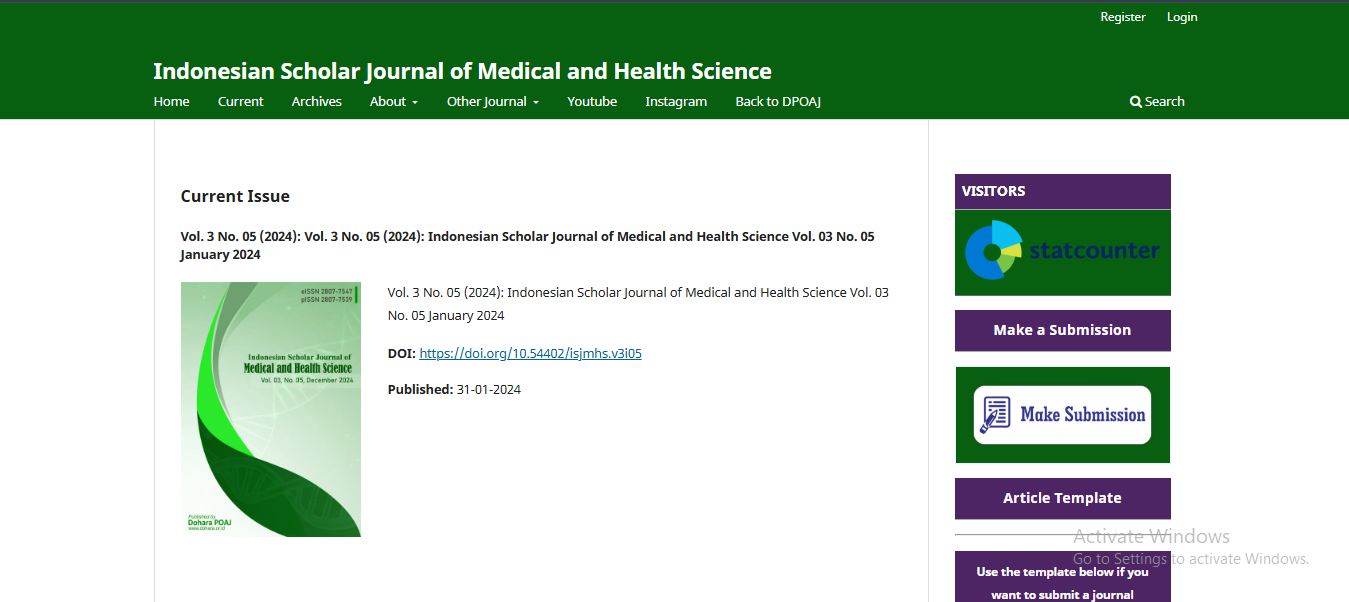 Register Login
Indonesian Scholar Journal of Medical and Health Science
Home Current Archives About Other Journal Youtube Instagram Back to DPOAJ Search
Current Issue
Vol. 3 No. 05 (2024): Vol. 3 No. 05 (2024): Indonesian Scholar Journal of Medical and Health Science Vol. 03 No. 05
January 2024
eISSN 2807-7547
pISSN 2807-7539
Indonesian Scholar Journal of
Medical and Health Science
Vol. 03, No. 05, December 2024
Published by
Dohara POAJ
www.dohara.or.id
Vol. 3 No. 05 (2024): Indonesian Scholar Journal of Medical and Health Science Vol. 03
No. 05 January 2024
DOI: https://doi.org/10.54402/isjmhs.v3i05
Published: 31-01-2024
VISITORS
statcounter
Make a Submission
Make Submission
Article Template
Use the template below if you
want to submit a journal
Activate Windows
Go to Settings to activate Windows.